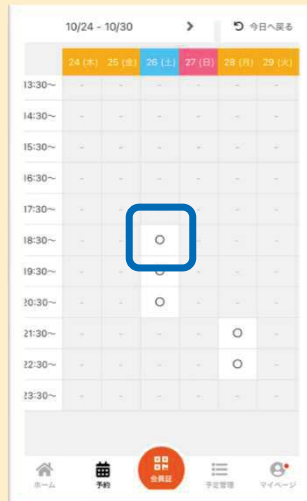 10/24 - 10/30 > 今日へ戻る
24 (木) 25 (金) 26 (土) 27 (日) 28 (月) 29 (火)
13:30〜 - - - - - -
14:30〜 - - - - - -
15:30〜 - - - - - -
16:30〜 - - - - - -
17:30〜 - - - - - -
18:30〜 - - ○ - - -
19:30〜 - - ○ - - -
20:30〜 - - ○ - - -
21:30〜 - - - - ○ -
22:30〜 - - - - ○ -
23:30〜 - - - - - -
ホーム 予約 会員証 予定管理 マイページ